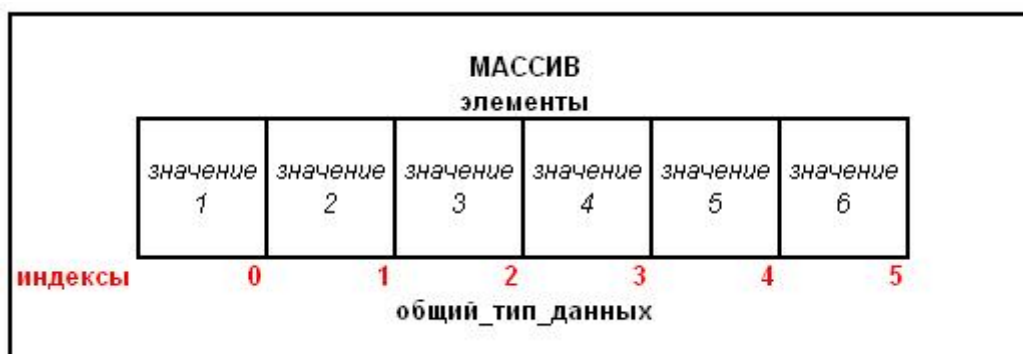 МАССИВ
элементы
значение значение значение значение значение значение
1 2 3 4 5 6
индексы 0 1 2 3 4 5
общий_тип_данных